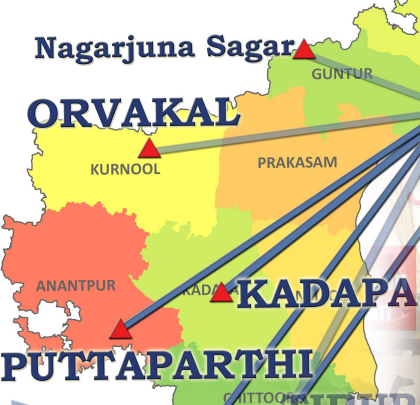 Nagarjuna Sagar
GUNTUR
ORVAKAL
KURNOOL
PRAKASAM
ANANTPUR
KADAPA
PUTTAPARTHI